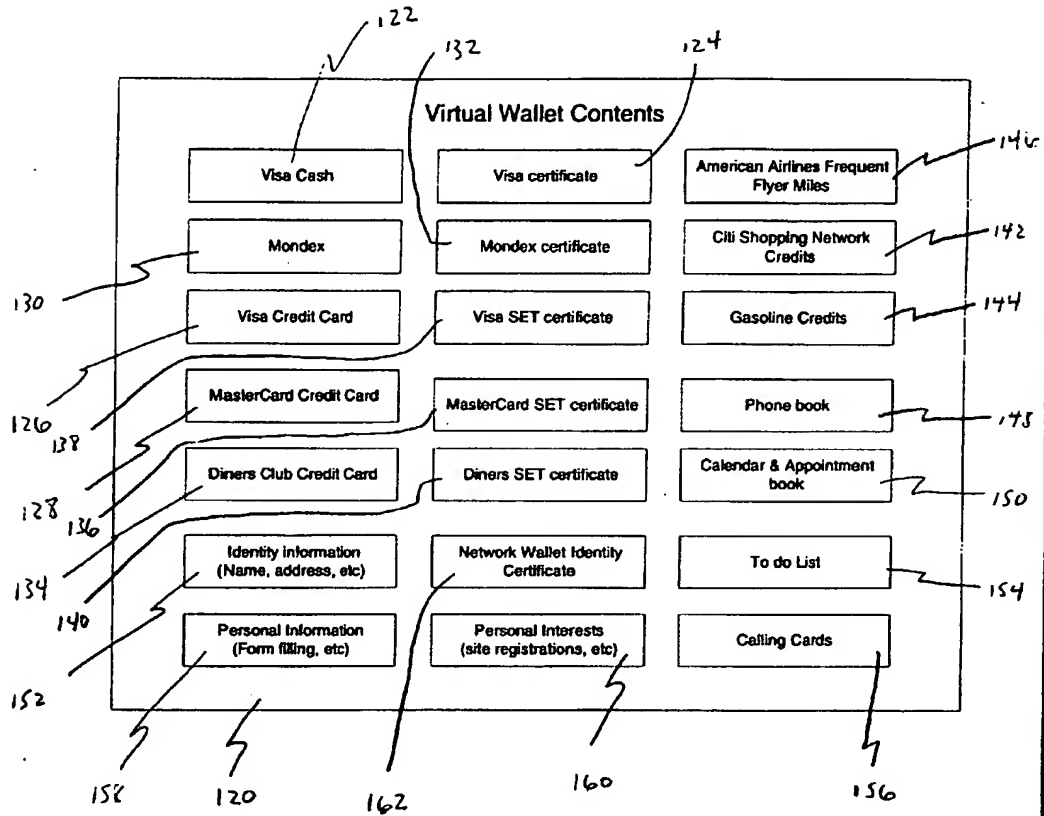 122
132
124
Virtual Wallet Contents
Visa Cash
Visa certificate
American Airlines Frequent
Flyer Miles
146
Mondex
Mondex certificate
Citi Shopping Network
Credits
142
130
Visa Credit Card
Visa SET certificate
Gasoline Credits
144
126
138
MasterCard Credit Card
MasterCard SET certificate
Phone book
148
128
136
Diners Club Credit Card
Diners SET certificate
Calendar & Appointment
book
150
134
140
Identity information
(Name, address, etc)
Network Wallet Identity
Certificate
To do List
154
152
Personal Information
(Form filling, etc)
Personal Interests
(site registrations, etc)
Calling Cards
158
120
162
160
156